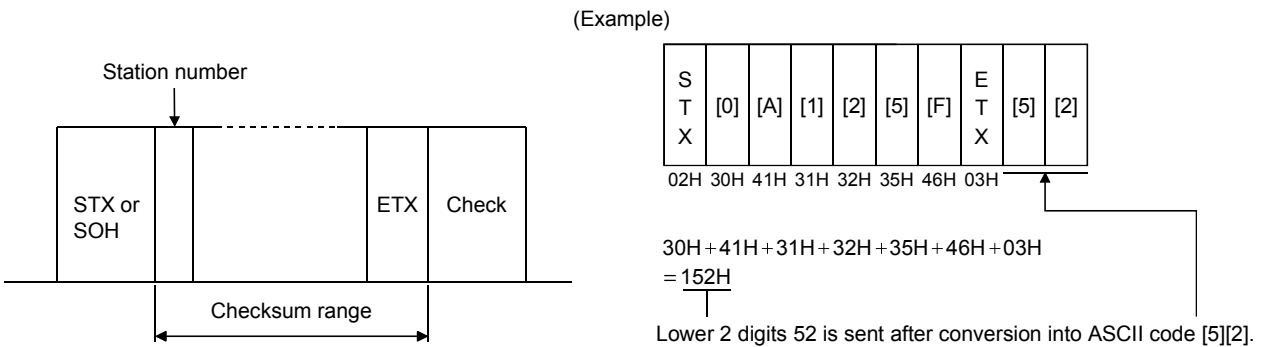 (Example)
Station number
STX or
SOH
ETX
Check
Checksum range
STX [0] [A] [1] [2] [5] [F] ETX [5] [2]
02H 30H 41H 31H 32H 35H 46H 03H
30H+41H+31H+32H+35H+46H+03H
=152H
Lower 2 digits 52 is sent after conversion into ASCII code [5][2].